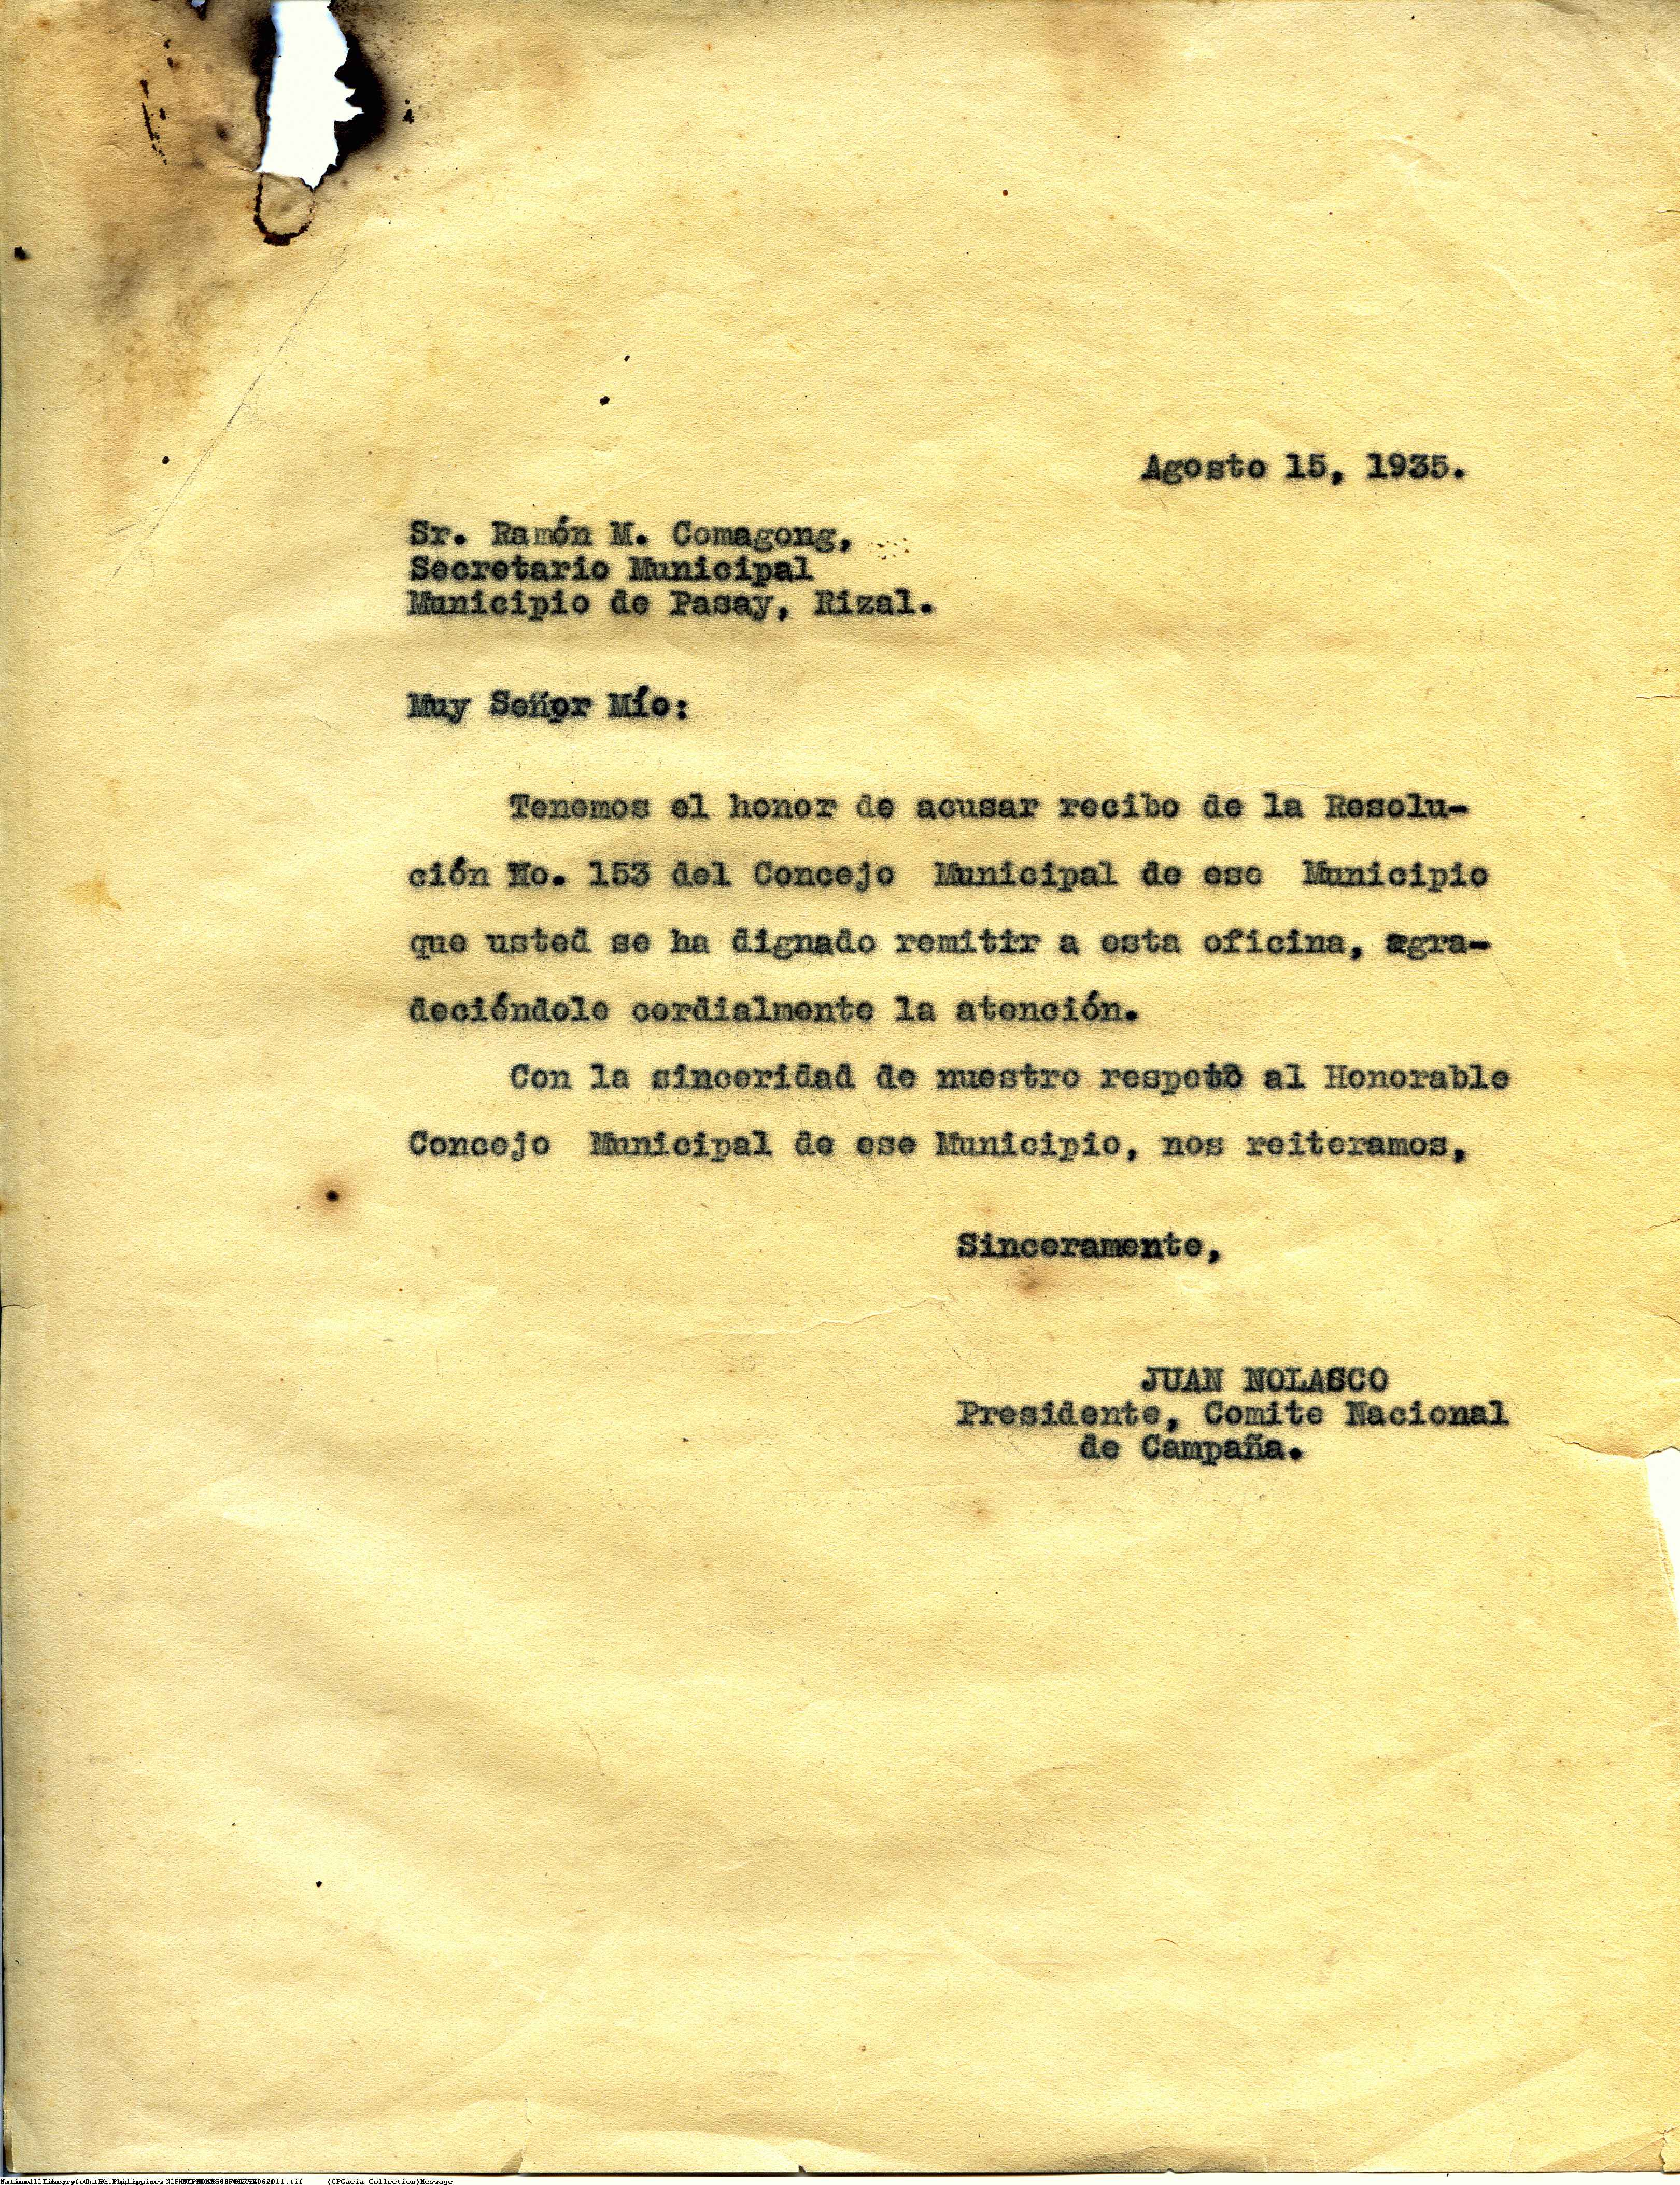 Agosto 15, 1935.
Sr. Ramón M. Comagong,
Secretario Municipal
Municipio de Pasay, Rizal.
Muy Señor Mío:
Tenemos el honor de acusar recibo de la Resolu-
ción No. 153 del Concejo Municipal de ese Municipio
que usted se ha dignado remitir a esta oficina, agra-
deciéndole cordialmente la atención.
Con la sinceridad de nuestro respeto al Honorable
Concejo Municipal de ese Municipio, nos reiteramos,
Sinceramente,
JUAN NOLASCO
Presidente, Comite Nacional
de Campaña.
(CPGacia Collection)Message